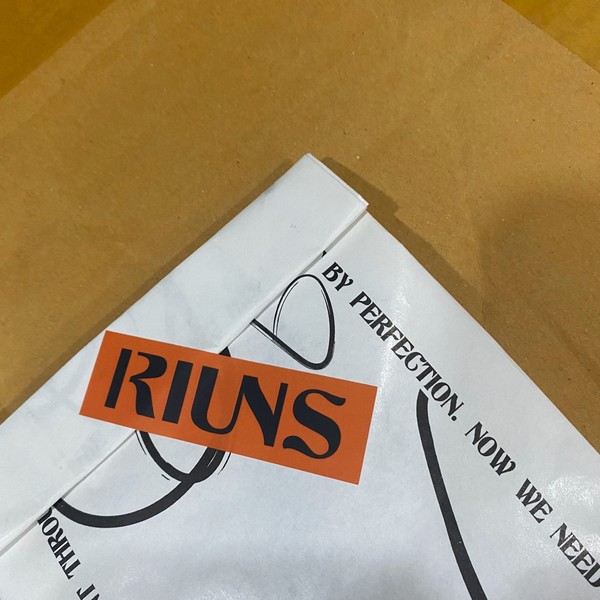 RIUNS
BY PERFECTION. NOW WE NEED